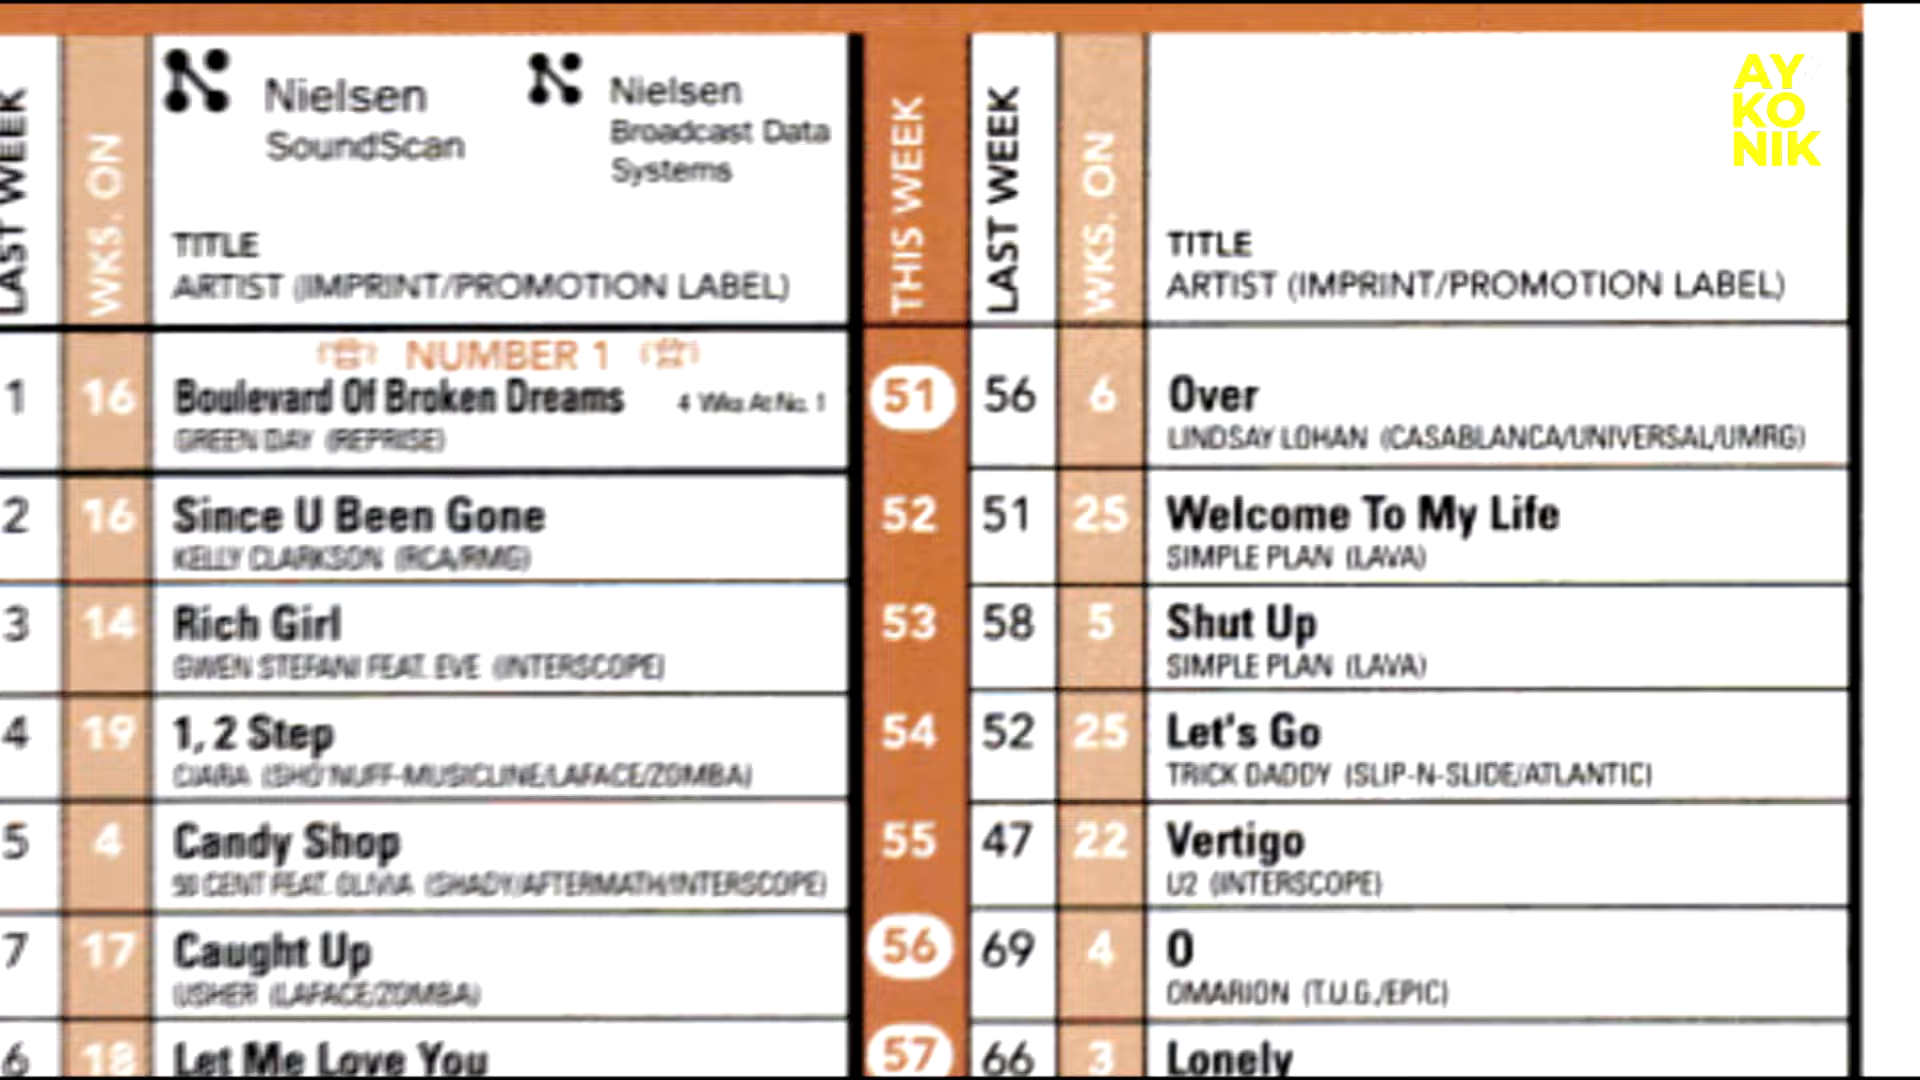 LAST WEEK
WKS. ON
Nielsen
SoundScan
Nielsen
Broadcast Data
Systems
TITLE
ARTIST (IMPRINT/PROMOTION LABEL)
NUMBER 1
1 16 Boulevard Of Broken Dreams 4 Wks At No. 1
GREEN DAY (REPRISE)
2 16 Since U Been Gone
KELLY CLARKSON (RCA/RMG)
3 14 Rich Girl
GWEN STEFANI FEAT. EVE (INTERSCOPE)
4 19 1, 2 Step
CIARA (SHO'NUFF-MUSICLINE/LAFACE/ZOMBA)
5 4 Candy Shop
50 CENT FEAT. OLIVIA (SHADY/AFTERMATH/INTERSCOPE)
7 17 Caught Up
USHER (LAFACE/ZOMBA)
6 18 Let Me Love You
THIS WEEK
LAST WEEK
WKS. ON
TITLE
ARTIST (IMPRINT/PROMOTION LABEL)
51 56 6 Over
LINDSAY LOHAN (CASABLANCA/UNIVERSAL/UMRG)
52 51 25 Welcome To My Life
SIMPLE PLAN (LAVA)
53 58 5 Shut Up
SIMPLE PLAN (LAVA)
54 52 25 Let's Go
TRICK DADDY (SLIP-N-SLIDE/ATLANTIC)
55 47 22 Vertigo
U2 (INTERSCOPE)
56 69 4 O
OMARION (T.U.G./EPIC)
57 66 3 Lonely
AY
KO
NIK